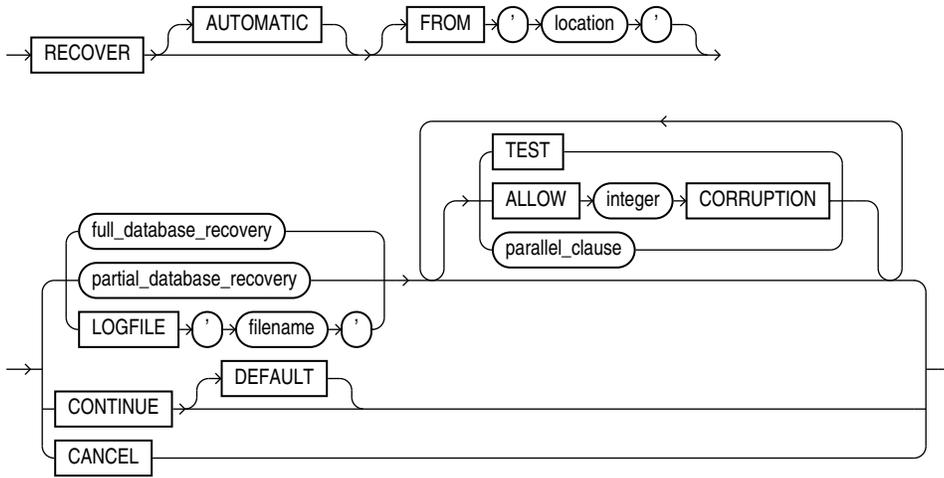 RECOVER AUTOMATIC FROM ' location '
TEST
ALLOW integer CORRUPTION
parallel_clause
full_database_recovery
partial_database_recovery
LOGFILE ' filename '
CONTINUE DEFAULT
CANCEL